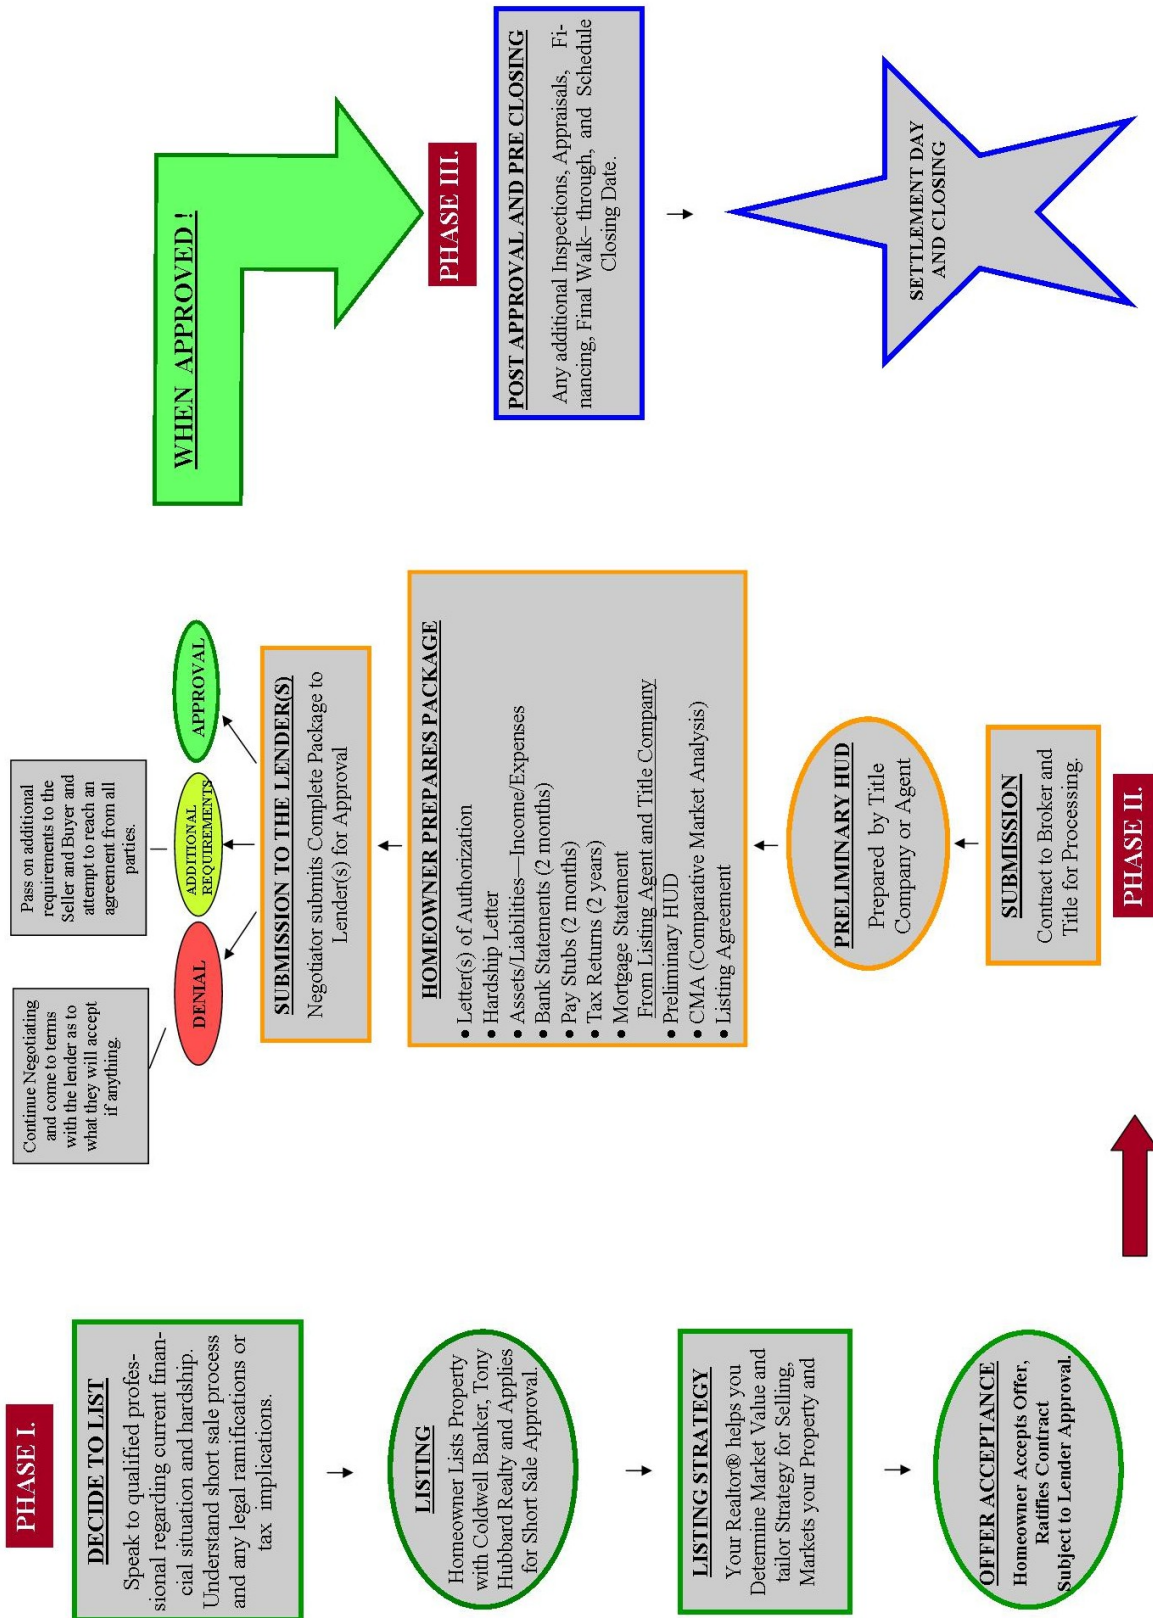 PHASE I.
DECIDE TO LIST
Speak to qualified profes-
sional regarding current finan-
cial situation and hardship.
Understand short sale process
and any legal ramifications or
tax implications.
LISTING
Homeowner Lists Property
with Coldwell Banker, Tony
Hubbard Realty and Applies
for Short Sale Approval.
LISTING STRATEGY
Your Realtor® helps you
Determine Market Value and
tailor Strategy for Selling,
Markets your Property and
OFFER ACCEPTANCE
Homeowner Accepts Offer,
Ratifies Contract
Subject to Lender Approval.
Continue Negotiating
and come to terms
with the lender as to
what they will accept
if anything.
Pass on additional
requirements to the
Seller and Buyer and
attempt to reach an
agreement from all
parties.
DENIAL
ADDITIONAL
REQUIREMENTS
APPROVAL
SUBMISSION TO THE LENDER(S)
Negotiator submits Complete Package to
Lender(s) for Approval
HOMEOWNER PREPARES PACKAGE
• Letter(s) of Authorization
• Hardship Letter
• Assets/Liabilities—Income/Expenses
• Bank Statements (2 months)
• Pay Stubs (2 months)
• Tax Returns (2 years)
• Mortgage Statement
From Listing Agent and Title Company
• Preliminary HUD
• CMA (Comparative Market Analysis)
• Listing Agreement
PRELIMINARY HUD
Prepared by Title
Company or Agent
SUBMISSION
Contract to Broker and
Title for Processing.
PHASE II.
WHEN APPROVED !
PHASE III.
POST APPROVAL AND PRE CLOSING
Any additional Inspections, Appraisals, Fi-
nancing, Final Walk– through, and Schedule
Closing Date.
SETTLEMENT DAY
AND CLOSING